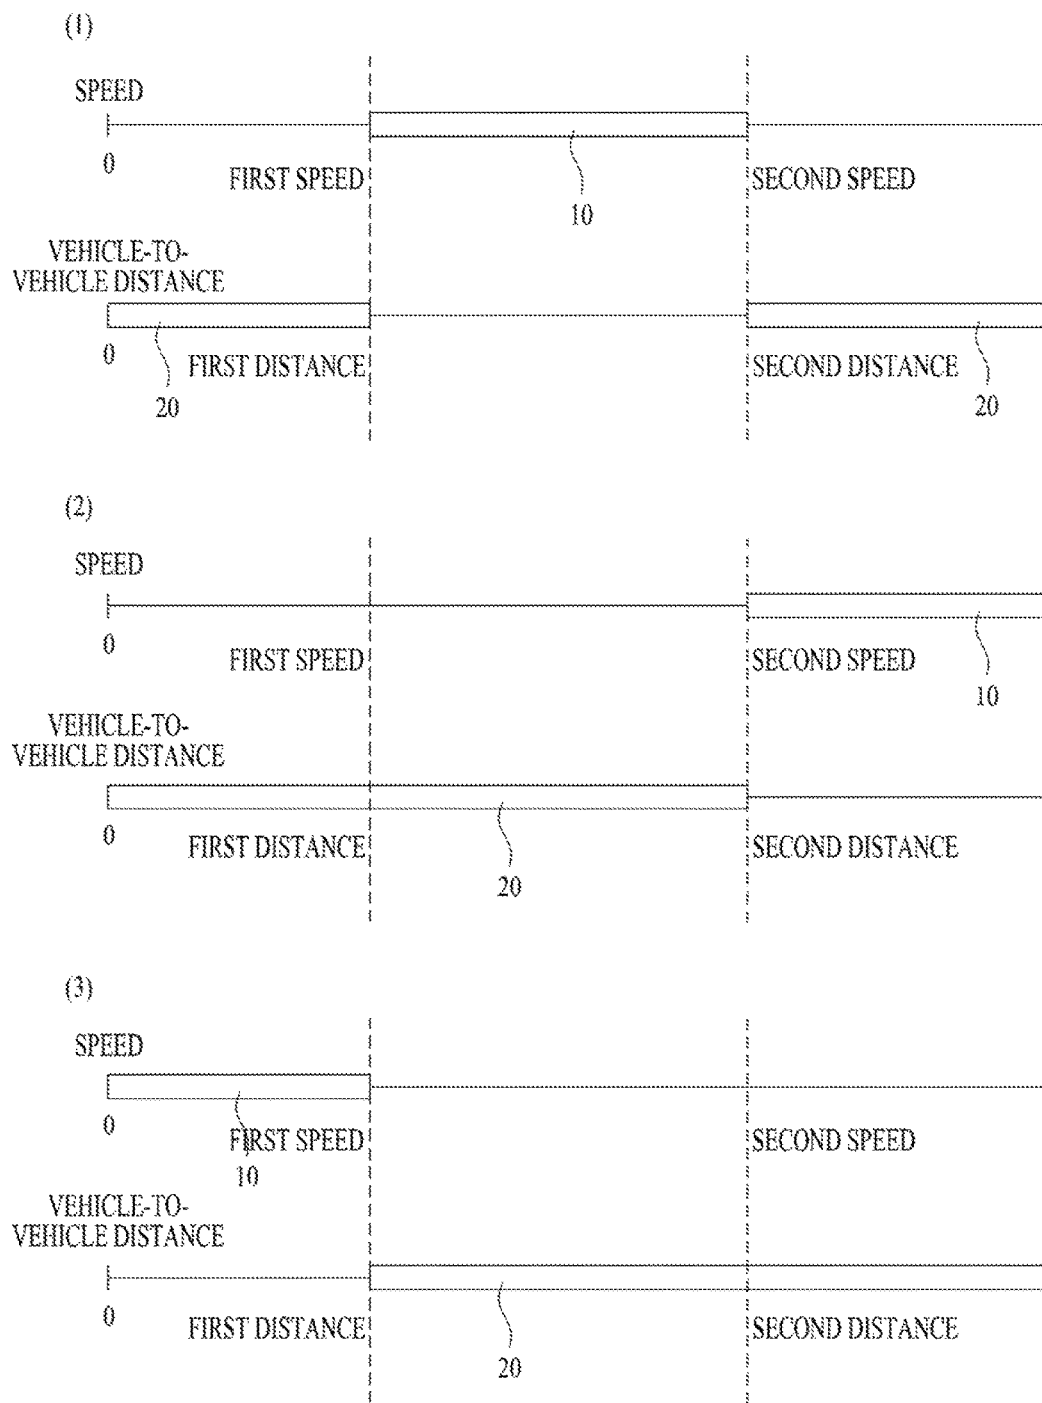 (1)
SPEED
0
FIRST SPEED
SECOND SPEED
10
VEHICLE-TO-
VEHICLE DISTANCE
0
FIRST DISTANCE
SECOND DISTANCE
20
20
(2)
SPEED
0
FIRST SPEED
SECOND SPEED
10
VEHICLE-TO-
VEHICLE DISTANCE
0
FIRST DISTANCE
SECOND DISTANCE
20
(3)
SPEED
0
FIRST SPEED
SECOND SPEED
10
VEHICLE-TO-
VEHICLE DISTANCE
0
FIRST DISTANCE
SECOND DISTANCE
20